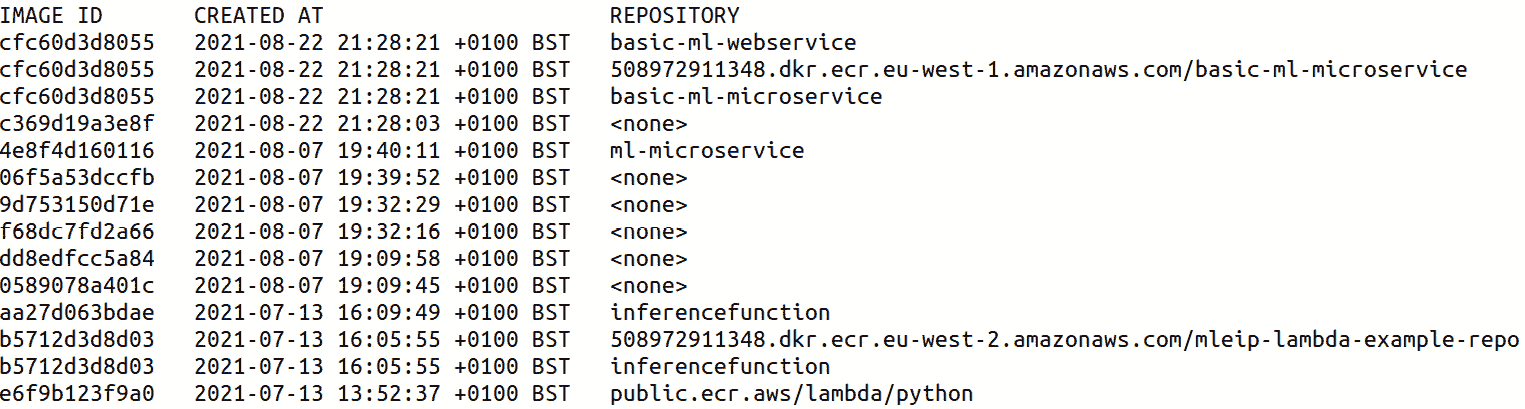 IMAGE ID CREATED AT REPOSITORY
cfc60d3d8055 2021-08-22 21:28:21 +0100 BST basic-ml-webservice
cfc60d3d8055 2021-08-22 21:28:21 +0100 BST 508972911348.dkr.ecr.eu-west-1.amazonaws.com/basic-ml-microservice
cfc60d3d8055 2021-08-22 21:28:21 +0100 BST basic-ml-microservice
c369d19a3e8f 2021-08-22 21:28:03 +0100 BST <none>
4e8f4d160116 2021-08-07 19:40:11 +0100 BST ml-microservice
06f5a53dccfb 2021-08-07 19:39:52 +0100 BST <none>
9d753150d71e 2021-08-07 19:32:29 +0100 BST <none>
f68dc7fd2a66 2021-08-07 19:32:16 +0100 BST <none>
dd8edfcc5a84 2021-08-07 19:09:58 +0100 BST <none>
0589078a401c 2021-08-07 19:09:45 +0100 BST <none>
aa27d063bdae 2021-07-13 16:09:49 +0100 BST inferencefunction
b5712d3d8d03 2021-07-13 16:05:55 +0100 BST 508972911348.dkr.ecr.eu-west-2.amazonaws.com/mleip-lambda-example-repo
b5712d3d8d03 2021-07-13 16:05:55 +0100 BST inferencefunction
e6f9b123f9a0 2021-07-13 13:52:37 +0100 BST public.ecr.aws/lambda/python